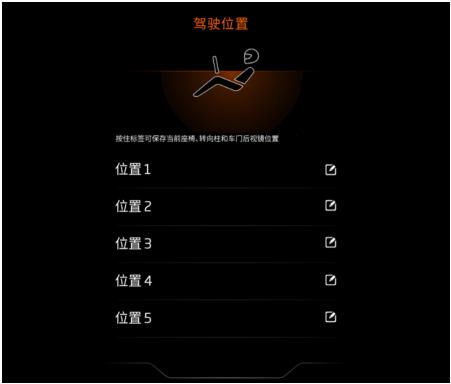 驾驶位置
按住标签可保存当前座椅、转向柱和车门后视镜位置
位置 1
位置 2
位置 3
位置 4
位置 5